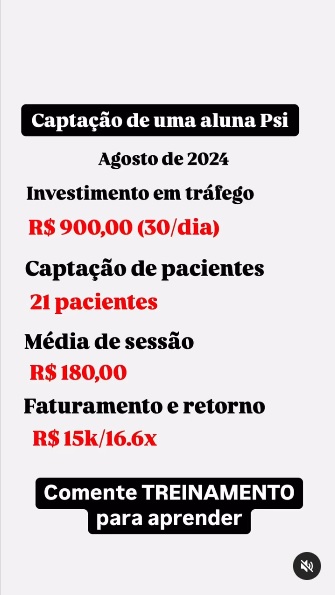 Captação de uma aluna Psi
Agosto de 2024
Investimento em tráfego
R$ 900,00 (30/dia)
Captação de pacientes
21 pacientes
Média de sessão
R$ 180,00
Faturamento e retorno
R$ 15k/16.6x
Comente TREINAMENTO
para aprender